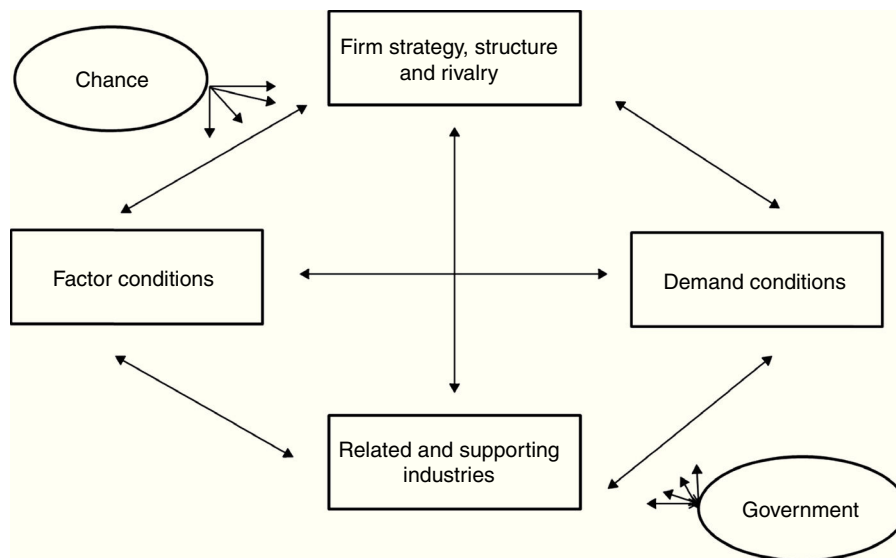 Firm strategy, structure
and rivalry
Chance
Factor conditions
Demand conditions
Related and supporting
industries
Government